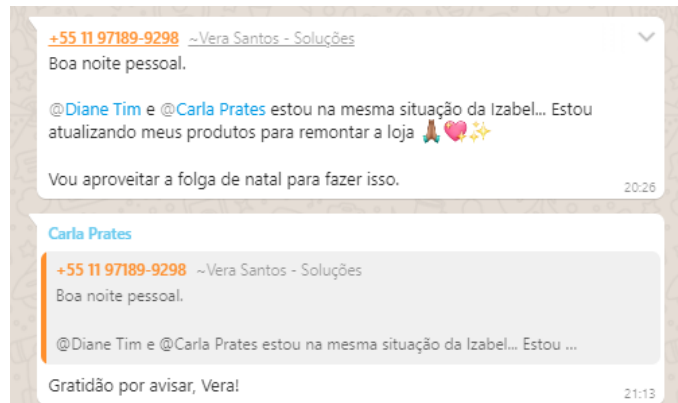 +55 11 97189-9298 ~Vera Santos - Soluções
Boa noite pessoal.
@Diane Tim e @Carla Prates estou na mesma situação da Izabel... Estou
atualizando meus produtos para remontar a loja 🙏🏾💖✨
Vou aproveitar a folga de natal para fazer isso.
20:26
Carla Prates
+55 11 97189-9298 ~Vera Santos - Soluções
Boa noite pessoal.
@Diane Tim e @Carla Prates estou na mesma situação da Izabel... Estou ...
Gratidão por avisar, Vera!
21:13